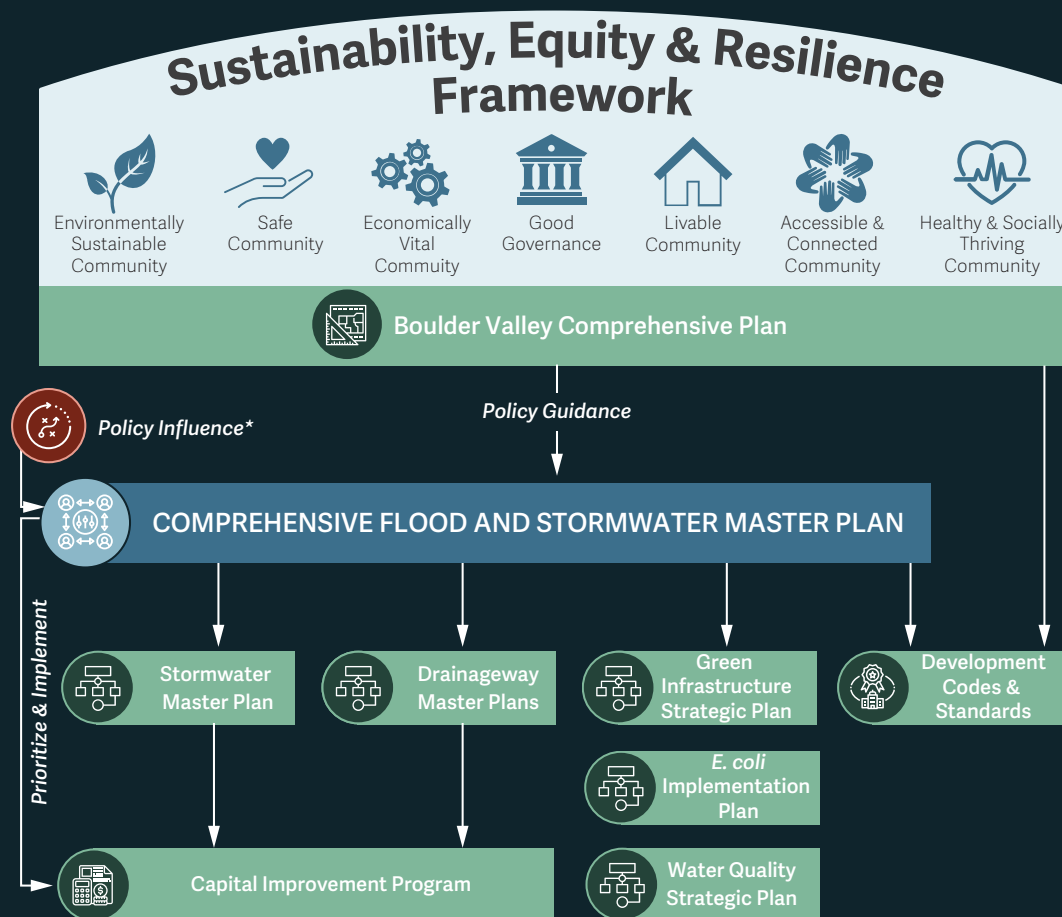 Sustainability, Equity & Resilience
Framework
Environmentally
Sustainable
Community
Safe
Community
Economically
Vital
Commuity
Good
Governance
Livable
Community
Accessible &
Connected
Community
Healthy & Socially
Thriving
Community
Boulder Valley Comprehensive Plan
Policy Influence*
Policy Guidance
COMPREHENSIVE FLOOD AND STORMWATER MASTER PLAN
Prioritize & Implement
Stormwater
Master Plan
Drainageway
Master Plans
Green
Infrastructure
Strategic Plan
Development
Codes &
Standards
E. coli
Implementation
Plan
Capital Improvement Program
Water Quality
Strategic Plan